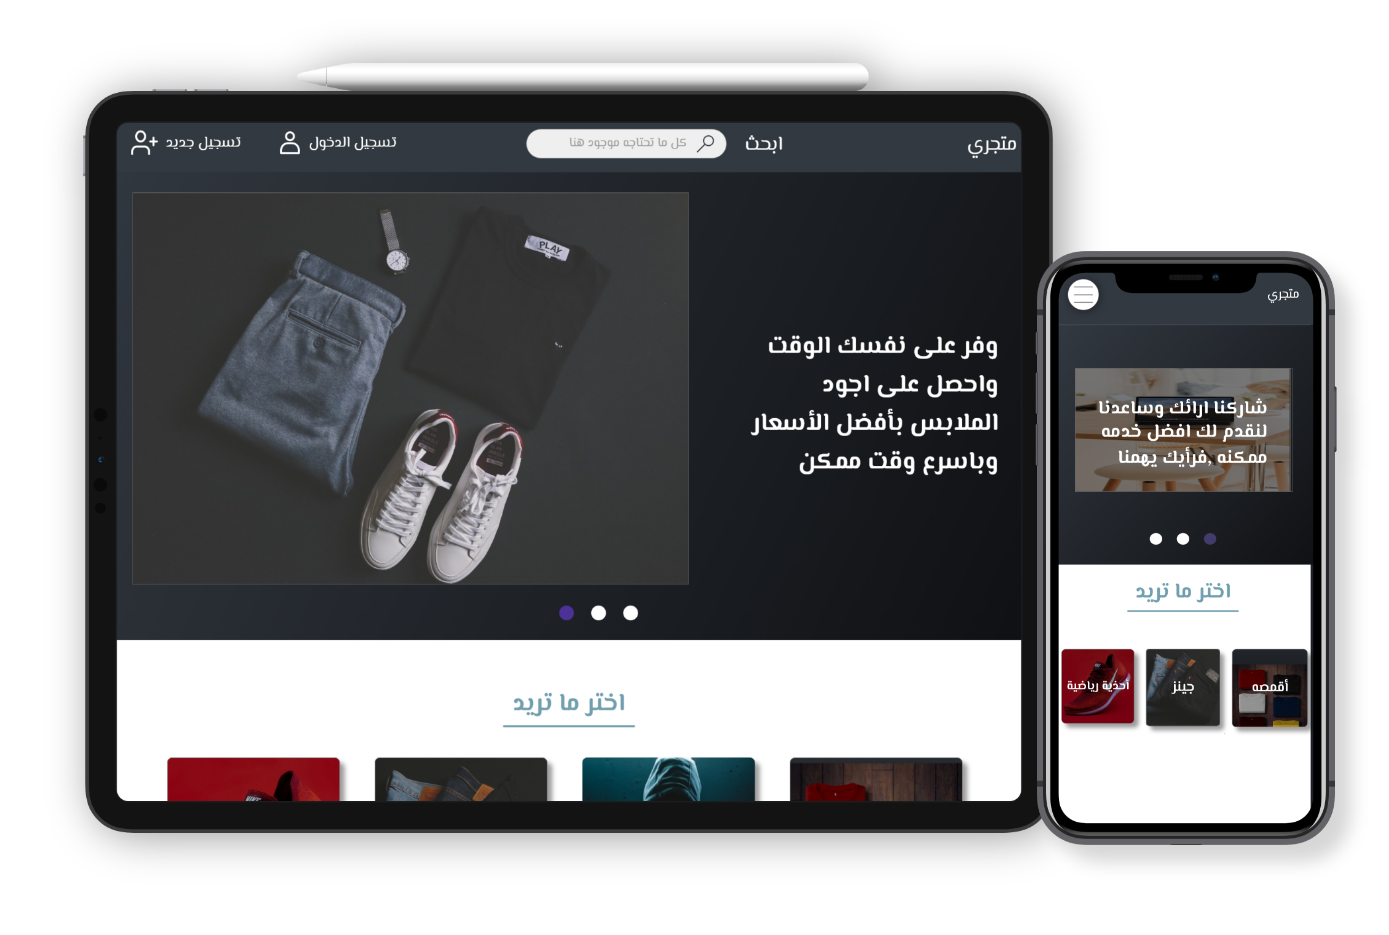 متجري
ابحث
كل ما تحتاجه موجود هنا
تسجيل الدخول
تسجيل جديد
PLAY
وفر على نفسك الوقت
واحصل على اجود
الملابس بأفضل الأسعار
وباسرع وقت ممكن
اختر ما تريد
متجري
شاركنا ارائك وساعدنا
لنقدم لك افضل خدمه
ممكنه ,فرأيك يهمنا
اختر ما تريد
أقمصه
جينز
احذية رياضية